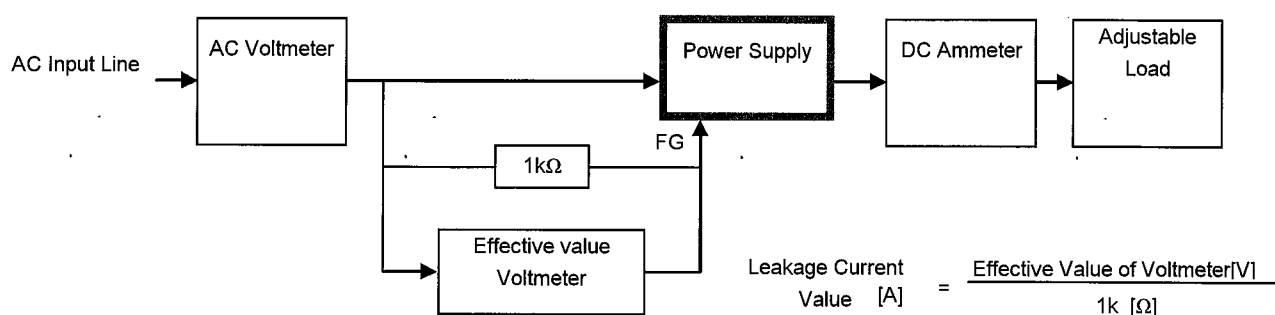 AC Input Line
AC Voltmeter
Power Supply
DC Ammeter
Adjustable
Load
FG
1kΩ
Effective value
Voltmeter
Leakage Current
Value [A]
=
Effective Value of Voltmeter[V]
1k [Ω]